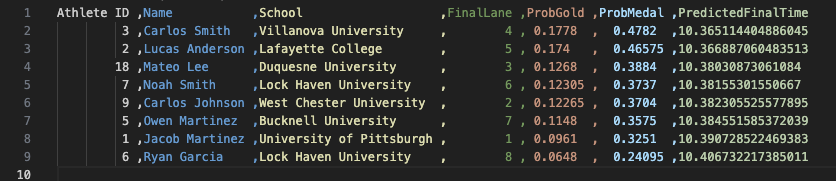 1 Athlete ID ,Name ,School ,FinalLane ,ProbGold ,ProbMedal ,PredictedFinalTime
2 3 ,Carlos Smith ,Villanova University , 4 , 0.1778 , 0.4782 ,10.365114404886045
3 2 ,Lucas Anderson ,Lafayette College , 5 , 0.174 , 0.46575 ,10.366887060483513
4 18 ,Mateo Lee ,Duquesne University , 3 , 0.1268 , 0.3884 ,10.38030873061084
5 7 ,Noah Smith ,Lock Haven University , 6 , 0.12305 , 0.3737 ,10.38155301550667
6 9 ,Carlos Johnson ,West Chester University , 2 , 0.12265 , 0.3704 ,10.382305525577895
7 5 ,Owen Martinez ,Bucknell University , 7 , 0.1148 , 0.3575 ,10.384551585372039
8 1 ,Jacob Martinez ,University of Pittsburgh , 1 , 0.0961 , 0.3251 ,10.390728522469383
9 6 ,Ryan Garcia ,Lock Haven University , 8 , 0.0648 , 0.24095 ,10.406732217385011
10